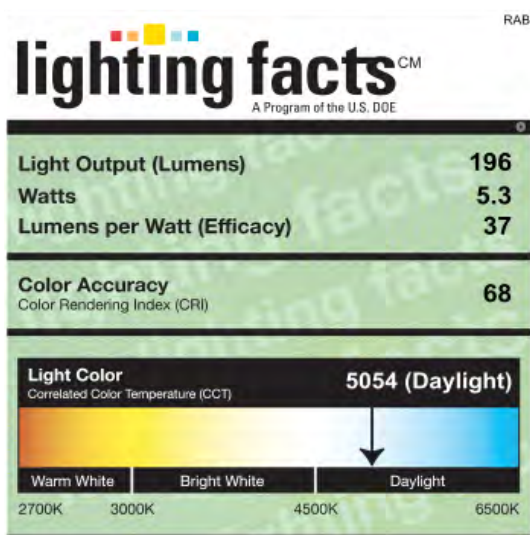 RAB
lighting facts CM
A Program of the U.S. DOE
Light Output (Lumens) 196
Watts 5.3
Lumens per Watt (Efficacy) 37
Color Accuracy 68
Color Rendering Index (CRI)
Light Color 5054 (Daylight)
Correlated Color Temperature (CCT)
Warm White Bright White Daylight
2700K 3000K 4500K 6500K